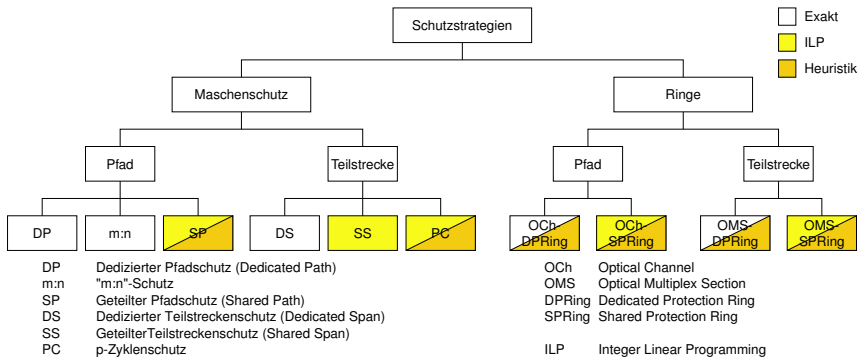 Schutzstrategien
Exakt
ILP
Heuristik
Maschenschutz
Ringe
Pfad
Teilstrecke
Pfad
Teilstrecke
DP
m:n
SP
DS
SS
PC
OCh-
DPRing
OCh-
SPRing
OMS-
DPRing
OMS-
SPRing
DP Dedizierter Pfadschutz (Dedicated Path)
m:n "m:n"-Schutz
SP Geteilter Pfadschutz (Shared Path)
DS Dedizierter Teilstreckenschutz (Dedicated Span)
SS GeteilterTeilstreckenschutz (Shared Span)
PC p-Zyklenschutz
OCh Optical Channel
OMS Optical Multiplex Section
DPRing Dedicated Protection Ring
SPRing Shared Protection Ring
ILP Integer Linear Programming